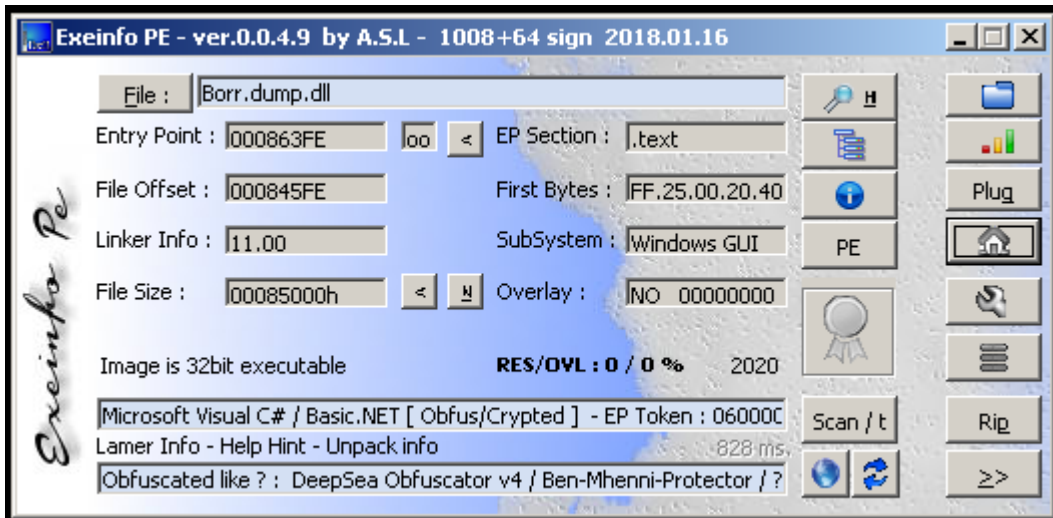 Exeinfo PE - ver.0.0.4.9 by A.S.L - 1008+64 sign 2018.01.16
File : Borr.dump.dll H
Entry Point : 000863FE oo < EP Section : .text
File Offset : 000845FE First Bytes : FF.25.00.20.40 Plug
Linker Info : 11.00 SubSystem : Windows GUI PE
File Size : 00085000h < N Overlay : NO 00000000
Image is 32bit executable RES/OVL : 0 / 0 % 2020
Microsoft Visual C# / Basic.NET [ Obfus/Crypted ] - EP Token : 06000C Scan / t Rip
Lamer Info - Help Hint - Unpack info 828 ms.
Obfuscated like ? : DeepSea Obfuscator v4 / Ben-Mhenni-Protector / ? >>
Exeinfo Pe